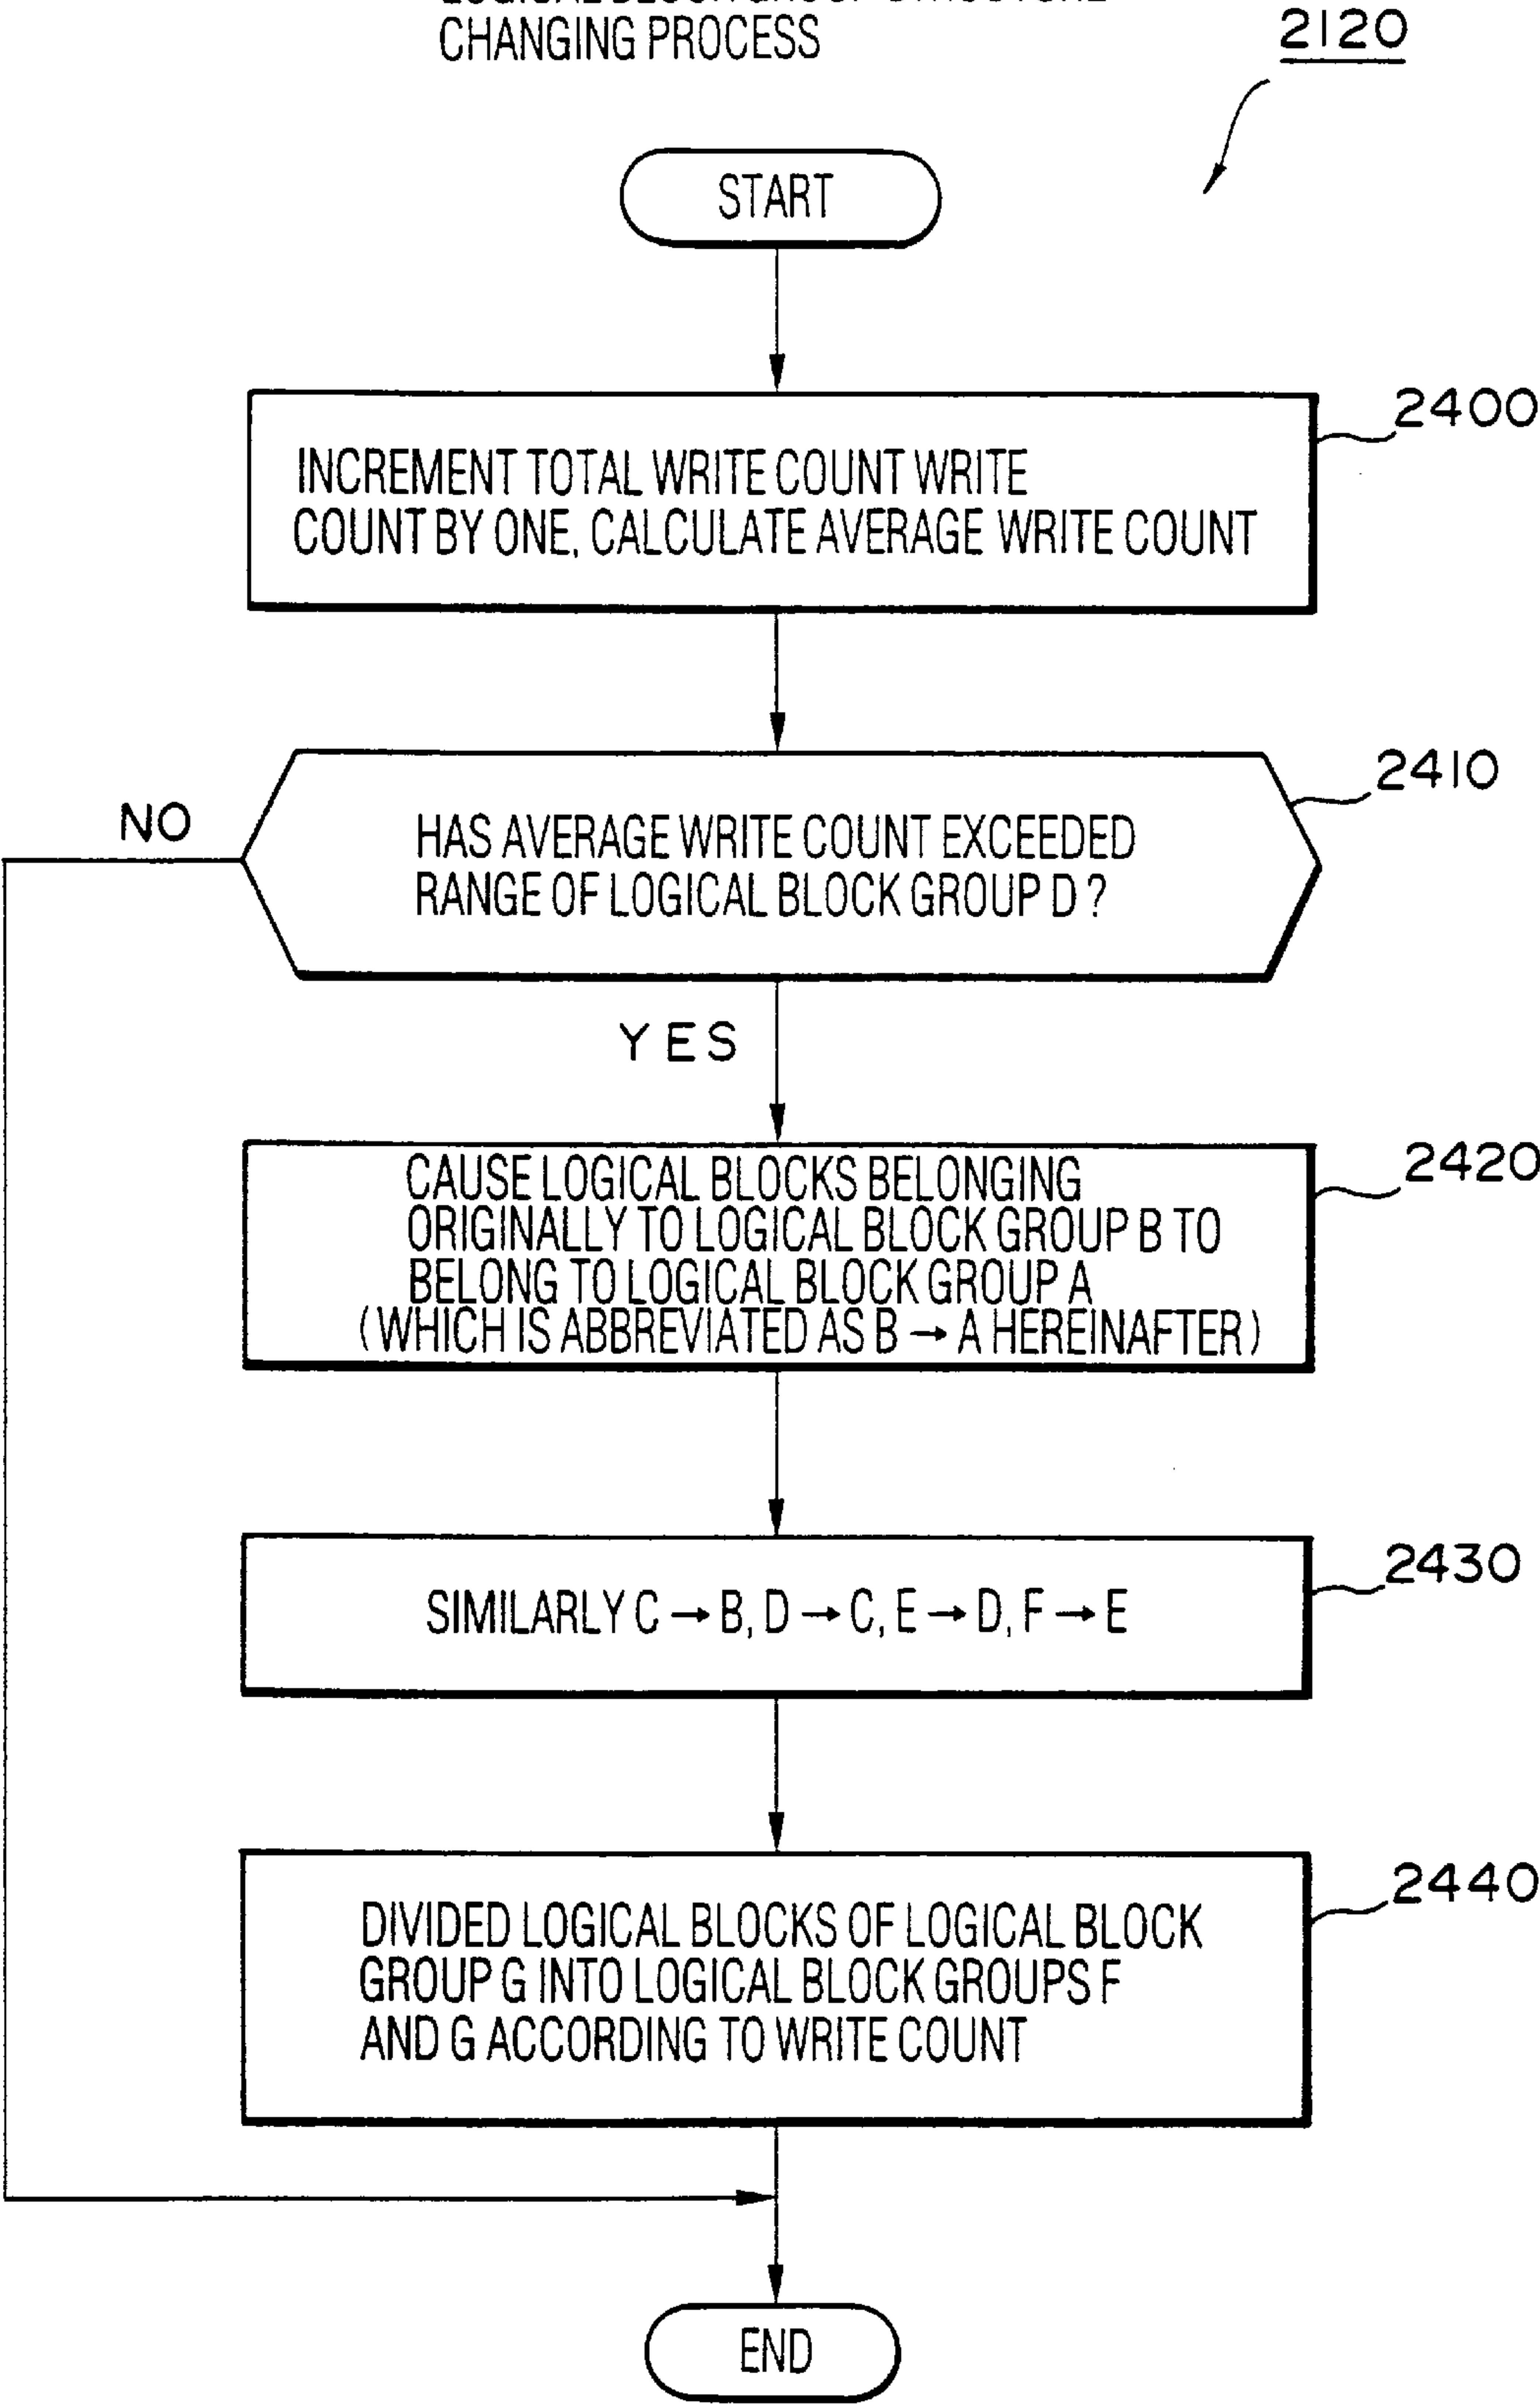 CHANGING PROCESS
2120
START
2400
INCREMENT TOTAL WRITE COUNT WRITE
COUNT BY ONE, CALCULATE AVERAGE WRITE COUNT
2410
NO
HAS AVERAGE WRITE COUNT EXCEEDED
RANGE OF LOGICAL BLOCK GROUP D ?
YES
2420
CAUSE LOGICAL BLOCKS BELONGING
ORIGINALLY TO LOGICAL BLOCK GROUP B TO
BELONG TO LOGICAL BLOCK GROUP A
(WHICH IS ABBREVIATED AS B → A HEREINAFTER)
2430
SIMILARLY C → B, D → C, E → D, F → E
2440
DIVIDED LOGICAL BLOCKS OF LOGICAL BLOCK
GROUP G INTO LOGICAL BLOCK GROUPS F
AND G ACCORDING TO WRITE COUNT
END